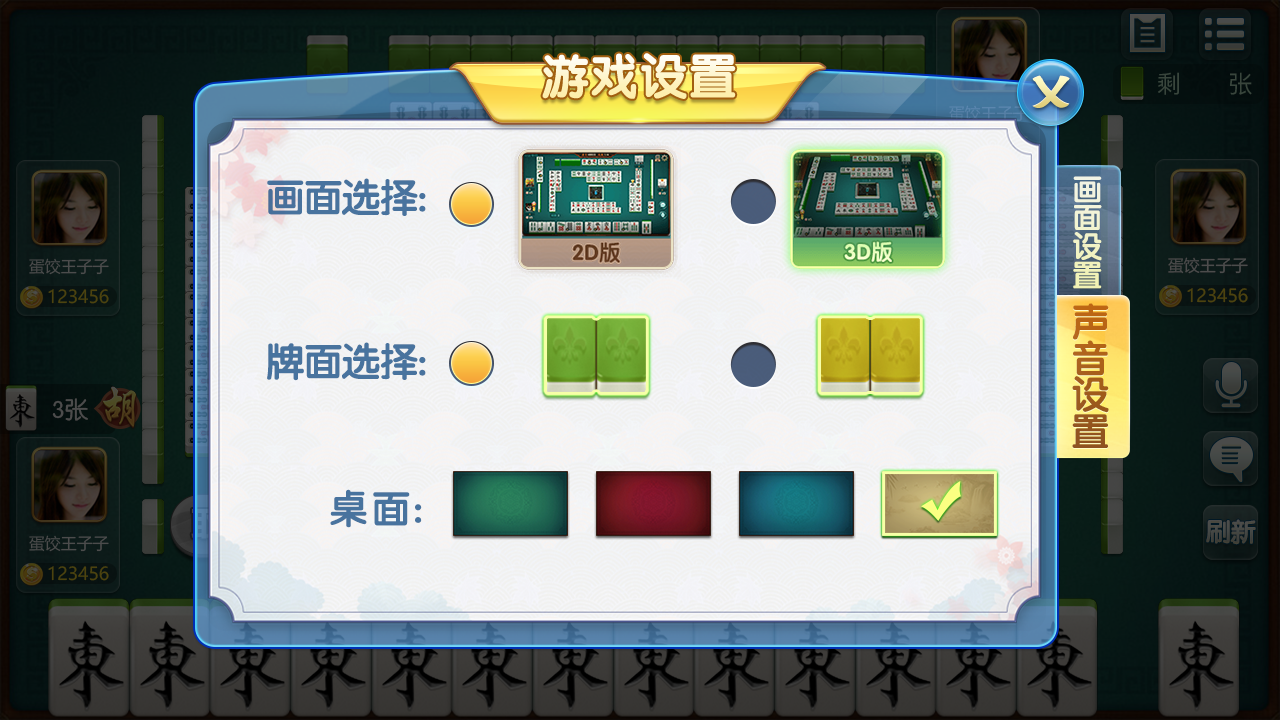 游戏设置
X
剩 张
画面选择:
2D版
3D版
牌面选择:
桌面:
画面设置
声音设置
蛋饺王子子
123456
蛋饺王子子
123456
東
3张
胡
蛋饺王子子
123456
刷新
東 東 東 東 東 東 東 東 東 東 東 東 東 東